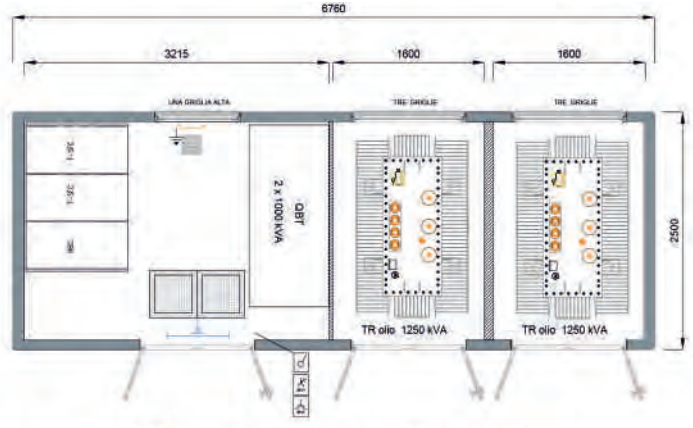 6760
3215
1600
1600
UNA GRIGLIA ALTA
TRE GRIGLIE
TRE GRIGLIE
QBT
2 x 1000 kVA
2500
TR olio 1250 kVA
TR olio 1250 kVA